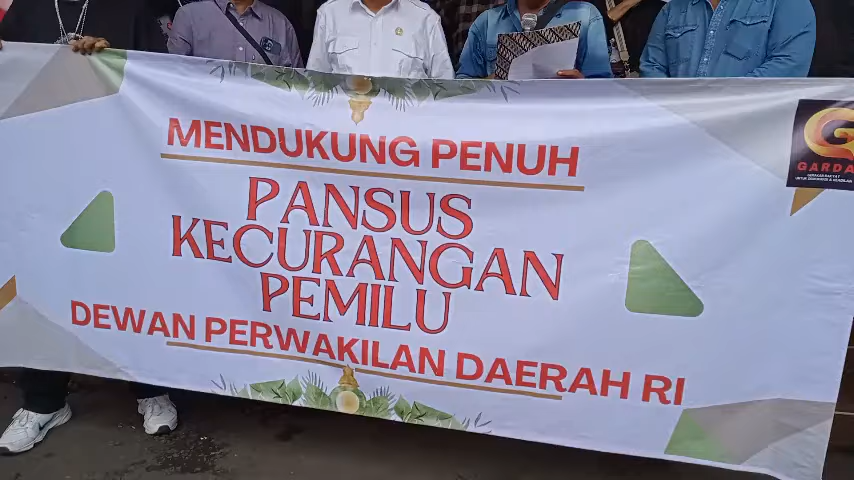 MENDUKUNG PENUH
PANSUS
KECURANGAN
PEMILU
DEWAN PERWAKILAN DAERAH RI
GARDA